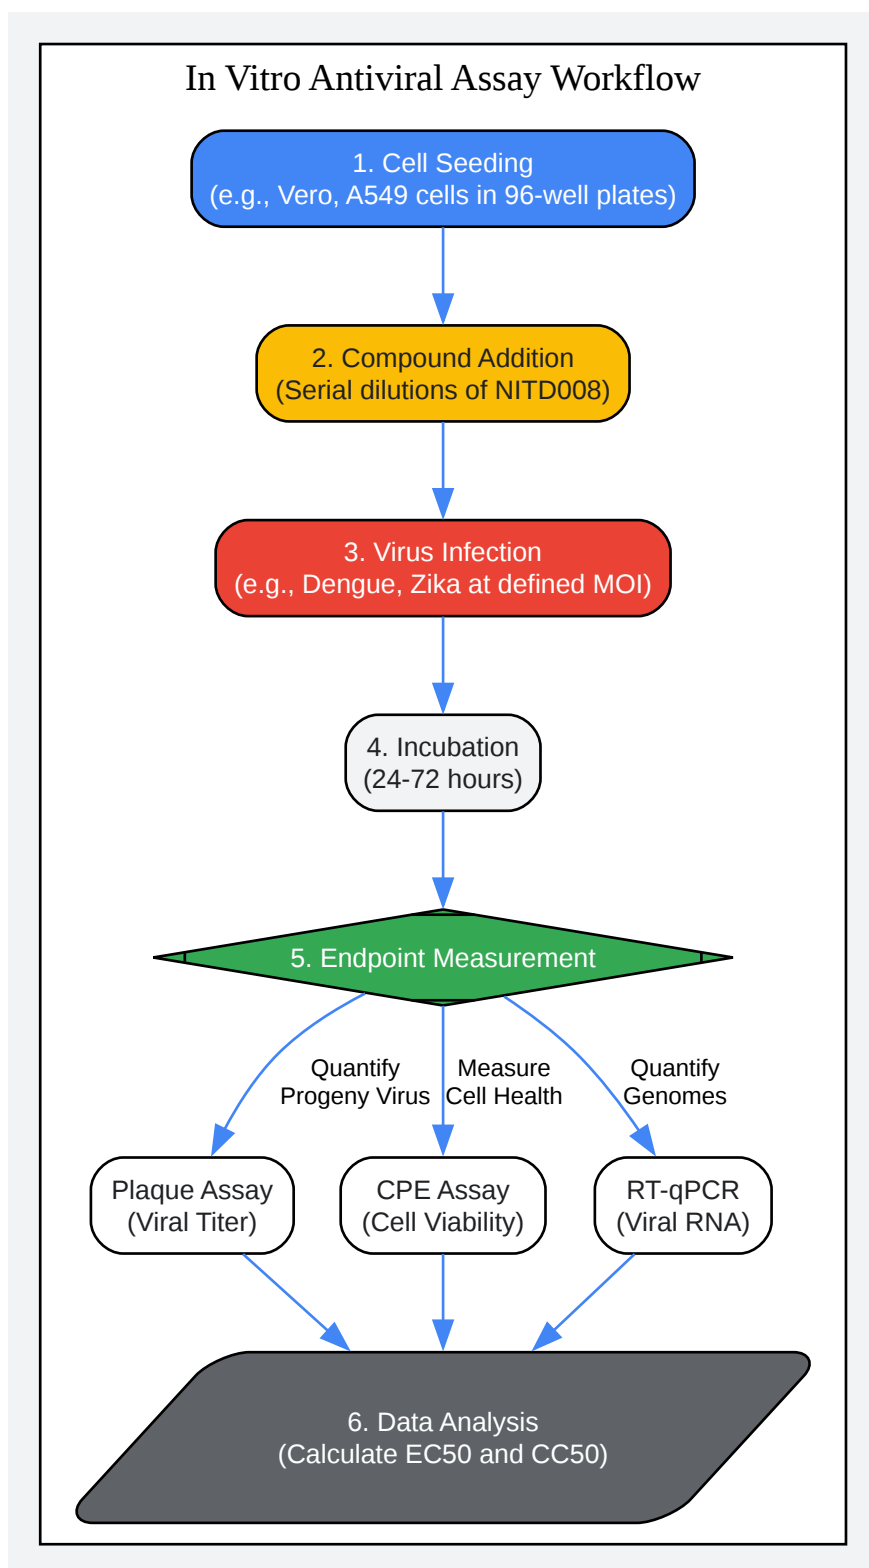 In Vitro Antiviral Assay Workflow
1. Cell Seeding
(e.g., Vero, A549 cells in 96-well plates)
2. Compound Addition
(Serial dilutions of NITD008)
3. Virus Infection
(e.g., Dengue, Zika at defined MOI)
4. Incubation
(24-72 hours)
5. Endpoint Measurement
Quantify
Progeny Virus
Measure
Cell Health
Quantify
Genomes
Plaque Assay
(Viral Titer)
CPE Assay
(Cell Viability)
RT-qPCR
(Viral RNA)
6. Data Analysis
(Calculate EC50 and CC50)